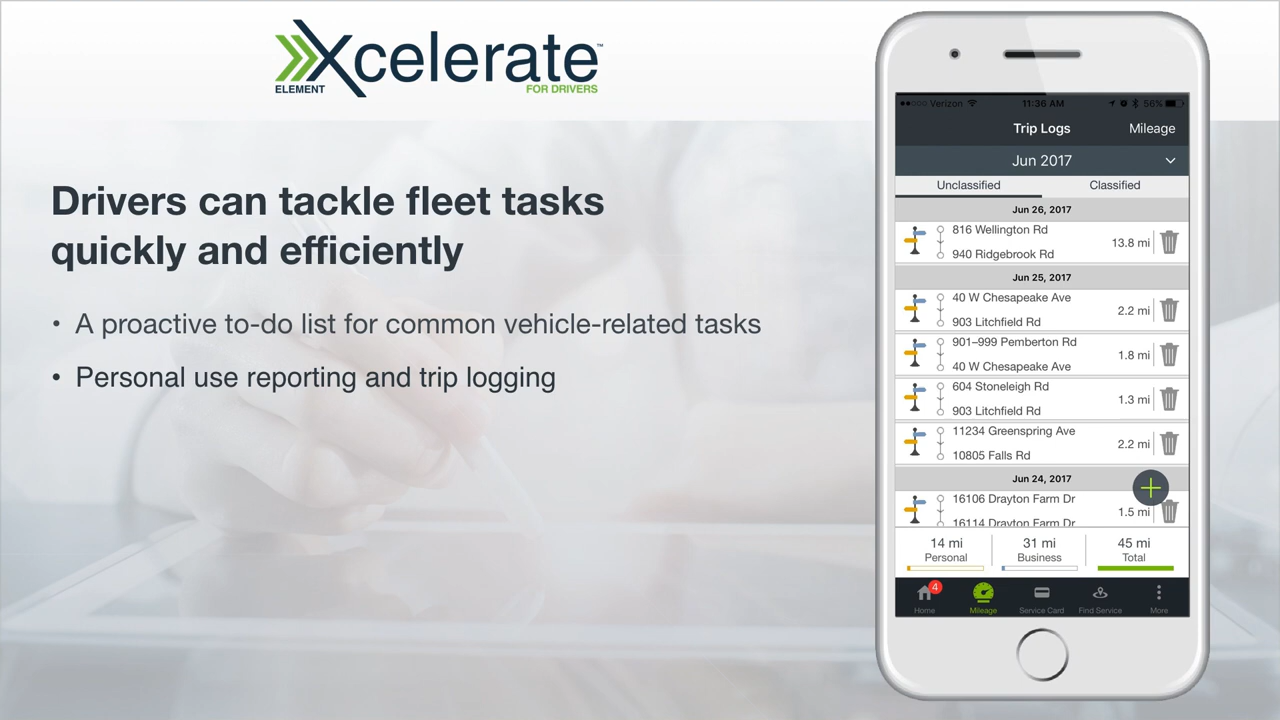 Xcelerate™
ELEMENT FOR DRIVERS
Drivers can tackle fleet tasks
quickly and efficiently
• A proactive to-do list for common vehicle-related tasks
• Personal use reporting and trip logging
Verizon 11:36 AM 56%
Trip Logs Mileage
Jun 2017
Unclassified Classified
Jun 26, 2017
816 Wellington Rd
13.8 mi
940 Ridgebrook Rd
Jun 25, 2017
40 W Chesapeake Ave
2.2 mi
903 Litchfield Rd
901–999 Pemberton Rd
1.8 mi
40 W Chesapeake Ave
604 Stoneleigh Rd
1.3 mi
903 Litchfield Rd
11234 Greenspring Ave
2.2 mi
10805 Falls Rd
Jun 24, 2017
16106 Drayton Farm Dr
1.5 mi
16114 Drayton Farm Dr
14 mi 31 mi 45 mi
Personal Business Total
4
Home Mileage Service Card Find Service More